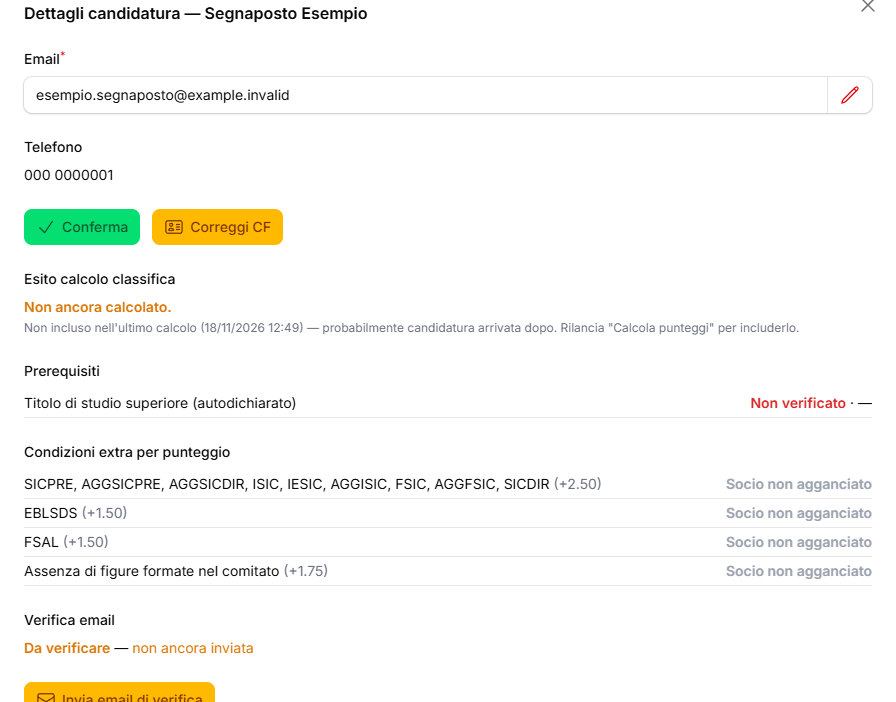 Dettagli candidatura — Segnaposto Esempio
Email*
esempio.segnaposto@example.invalid
Telefono
000 0000001
Conferma
Correggi CF
Esito calcolo classifica
Non ancora calcolato.
Non incluso nell'ultimo calcolo (18/11/2026 12:49) — probabilmente candidatura arrivata dopo. Rilancia "Calcola punteggi" per includerlo.
Prerequisiti
Titolo di studio superiore (autodichiarato) Non verificato · —
Condizioni extra per punteggio
SICPRE, AGGSICPRE, AGGSICDIR, ISIC, IESIC, AGGISIC, FSIC, AGGFSIC, SICDIR (+2.50) Socio non agganciato
EBLSDS (+1.50) Socio non agganciato
FSAL (+1.50) Socio non agganciato
Assenza di figure formate nel comitato (+1.75) Socio non agganciato
Verifica email
Da verificare — non ancora inviata
Invia email di verifica